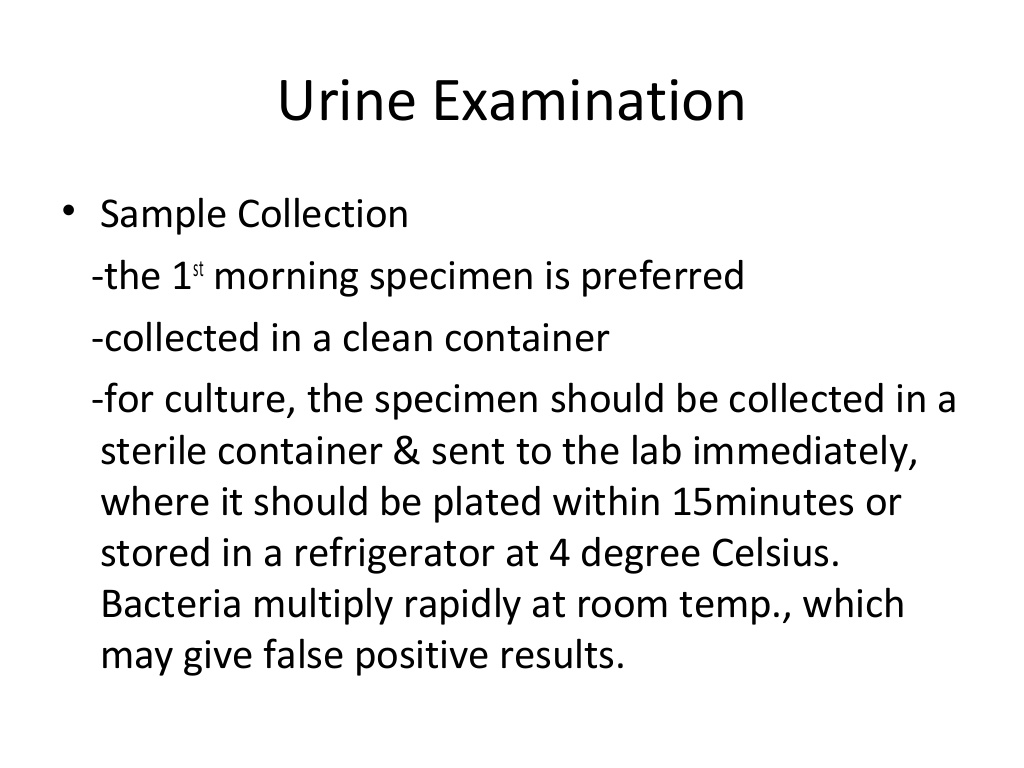 Urine Examination
• Sample Collection
-the 1st morning specimen is preferred
-collected in a clean container
-for culture, the specimen should be collected in a
sterile container & sent to the lab immediately,
where it should be plated within 15minutes or
stored in a refrigerator at 4 degree Celsius.
Bacteria multiply rapidly at room temp., which
may give false positive results.